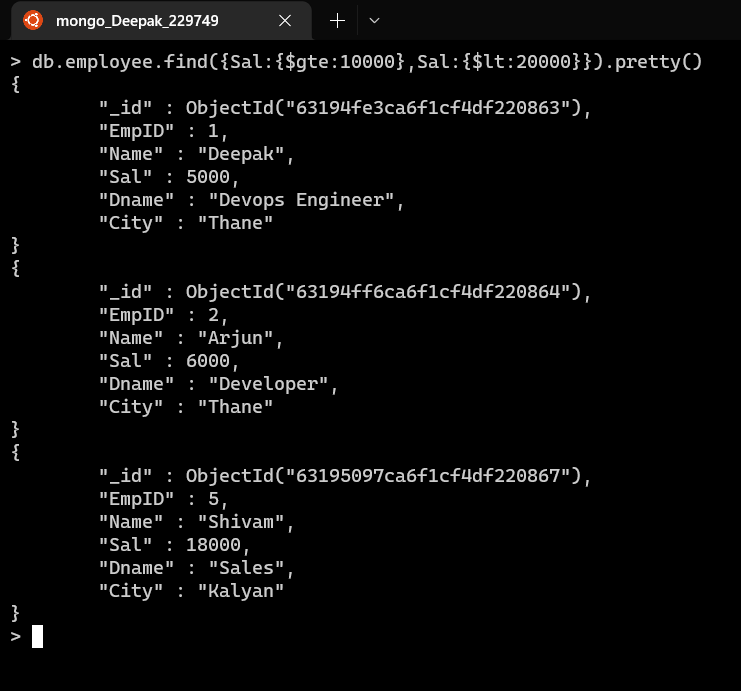 mongo_Deepak_229749
> db.employee.find({Sal:{$gte:10000},Sal:{$lt:20000}}).pretty()
{
"_id" : ObjectId("63194fe3ca6f1cf4df220863"),
"EmpID" : 1,
"Name" : "Deepak",
"Sal" : 5000,
"Dname" : "Devops Engineer",
"City" : "Thane"
}
{
"_id" : ObjectId("63194ff6ca6f1cf4df220864"),
"EmpID" : 2,
"Name" : "Arjun",
"Sal" : 6000,
"Dname" : "Developer",
"City" : "Thane"
}
{
"_id" : ObjectId("63195097ca6f1cf4df220867"),
"EmpID" : 5,
"Name" : "Shivam",
"Sal" : 18000,
"Dname" : "Sales",
"City" : "Kalyan"
}
>